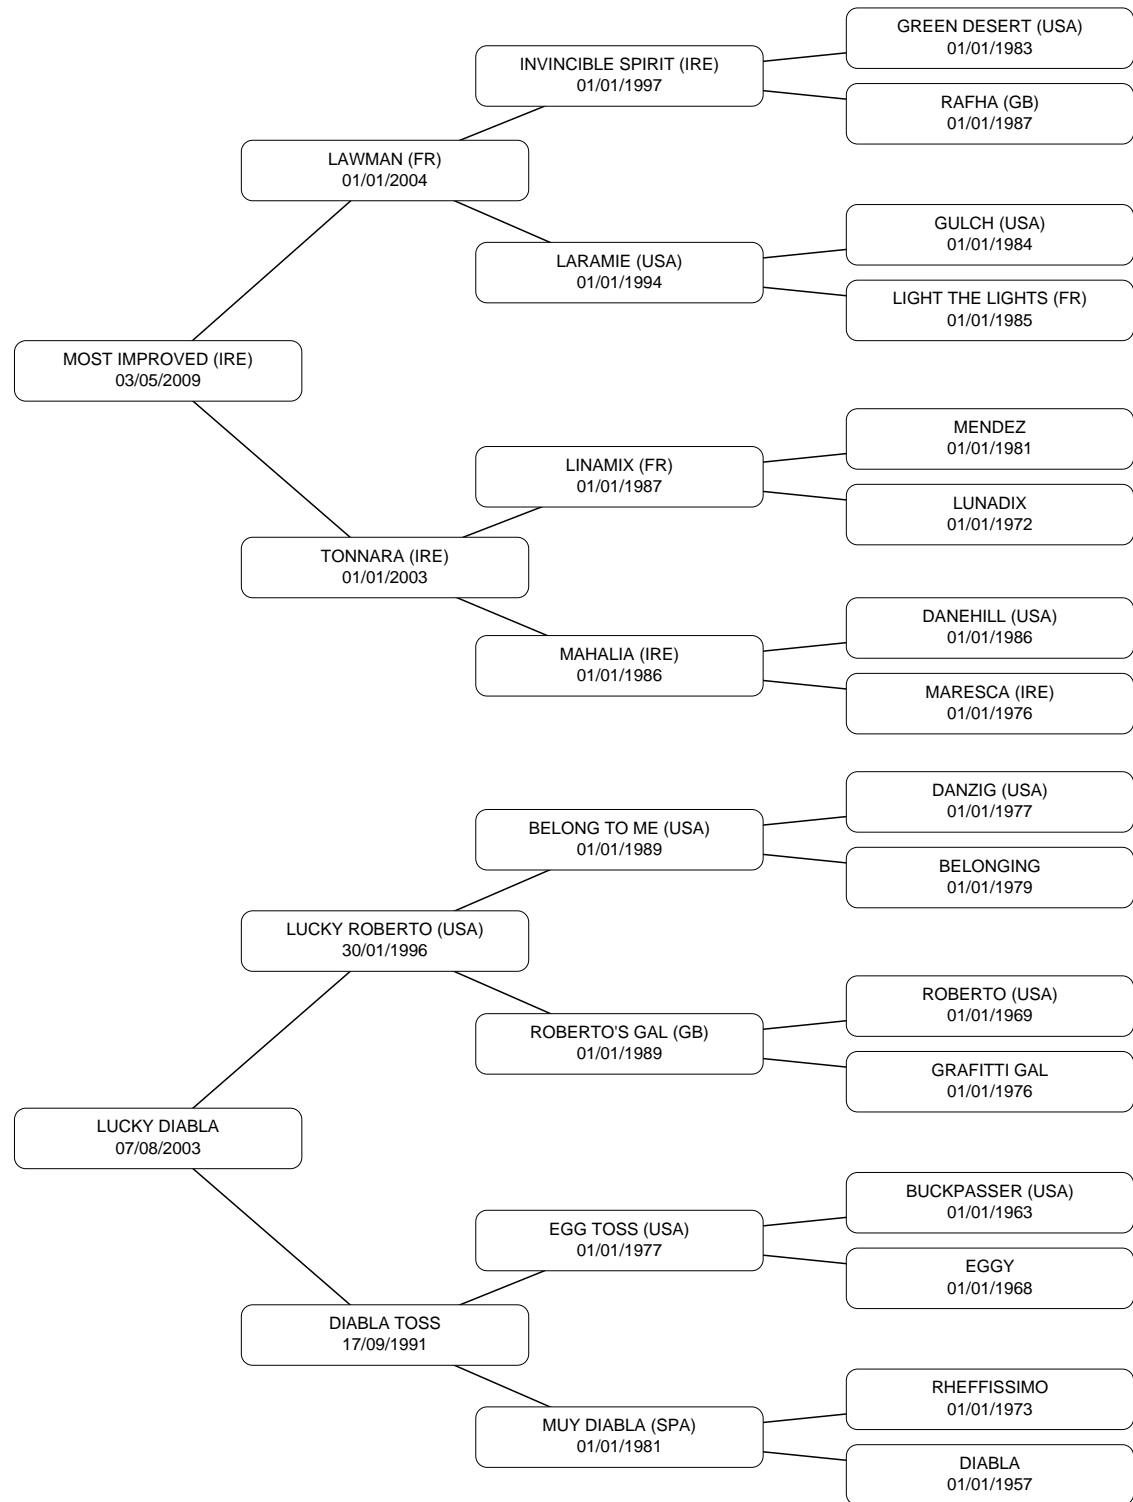 GREEN DESERT (USA)
01/01/1983
INVINCIBLE SPIRIT (IRE)
01/01/1997
RAFHA (GB)
01/01/1987
LAWMAN (FR)
01/01/2004
GULCH (USA)
01/01/1984
LARAMIE (USA)
01/01/1994
LIGHT THE LIGHTS (FR)
01/01/1985
MOST IMPROVED (IRE)
03/05/2009
MENDEZ
01/01/1981
LINAMIX (FR)
01/01/1987
LUNADIX
01/01/1972
TONNARA (IRE)
01/01/2003
DANEHILL (USA)
01/01/1986
MAHALIA (IRE)
01/01/1986
MARESCA (IRE)
01/01/1976
DANZIG (USA)
01/01/1977
BELONG TO ME (USA)
01/01/1989
BELONGING
01/01/1979
LUCKY ROBERTO (USA)
30/01/1996
ROBERTO (USA)
01/01/1969
ROBERTO'S GAL (GB)
01/01/1989
GRAFITTI GAL
01/01/1976
LUCKY DIABLA
07/08/2003
BUCKPASSER (USA)
01/01/1963
EGG TOSS (USA)
01/01/1977
EGGY
01/01/1968
DIABLA TOSS
17/09/1991
RHEFFISSIMO
01/01/1973
MUY DIABLA (SPA)
01/01/1981
DIABLA
01/01/1957